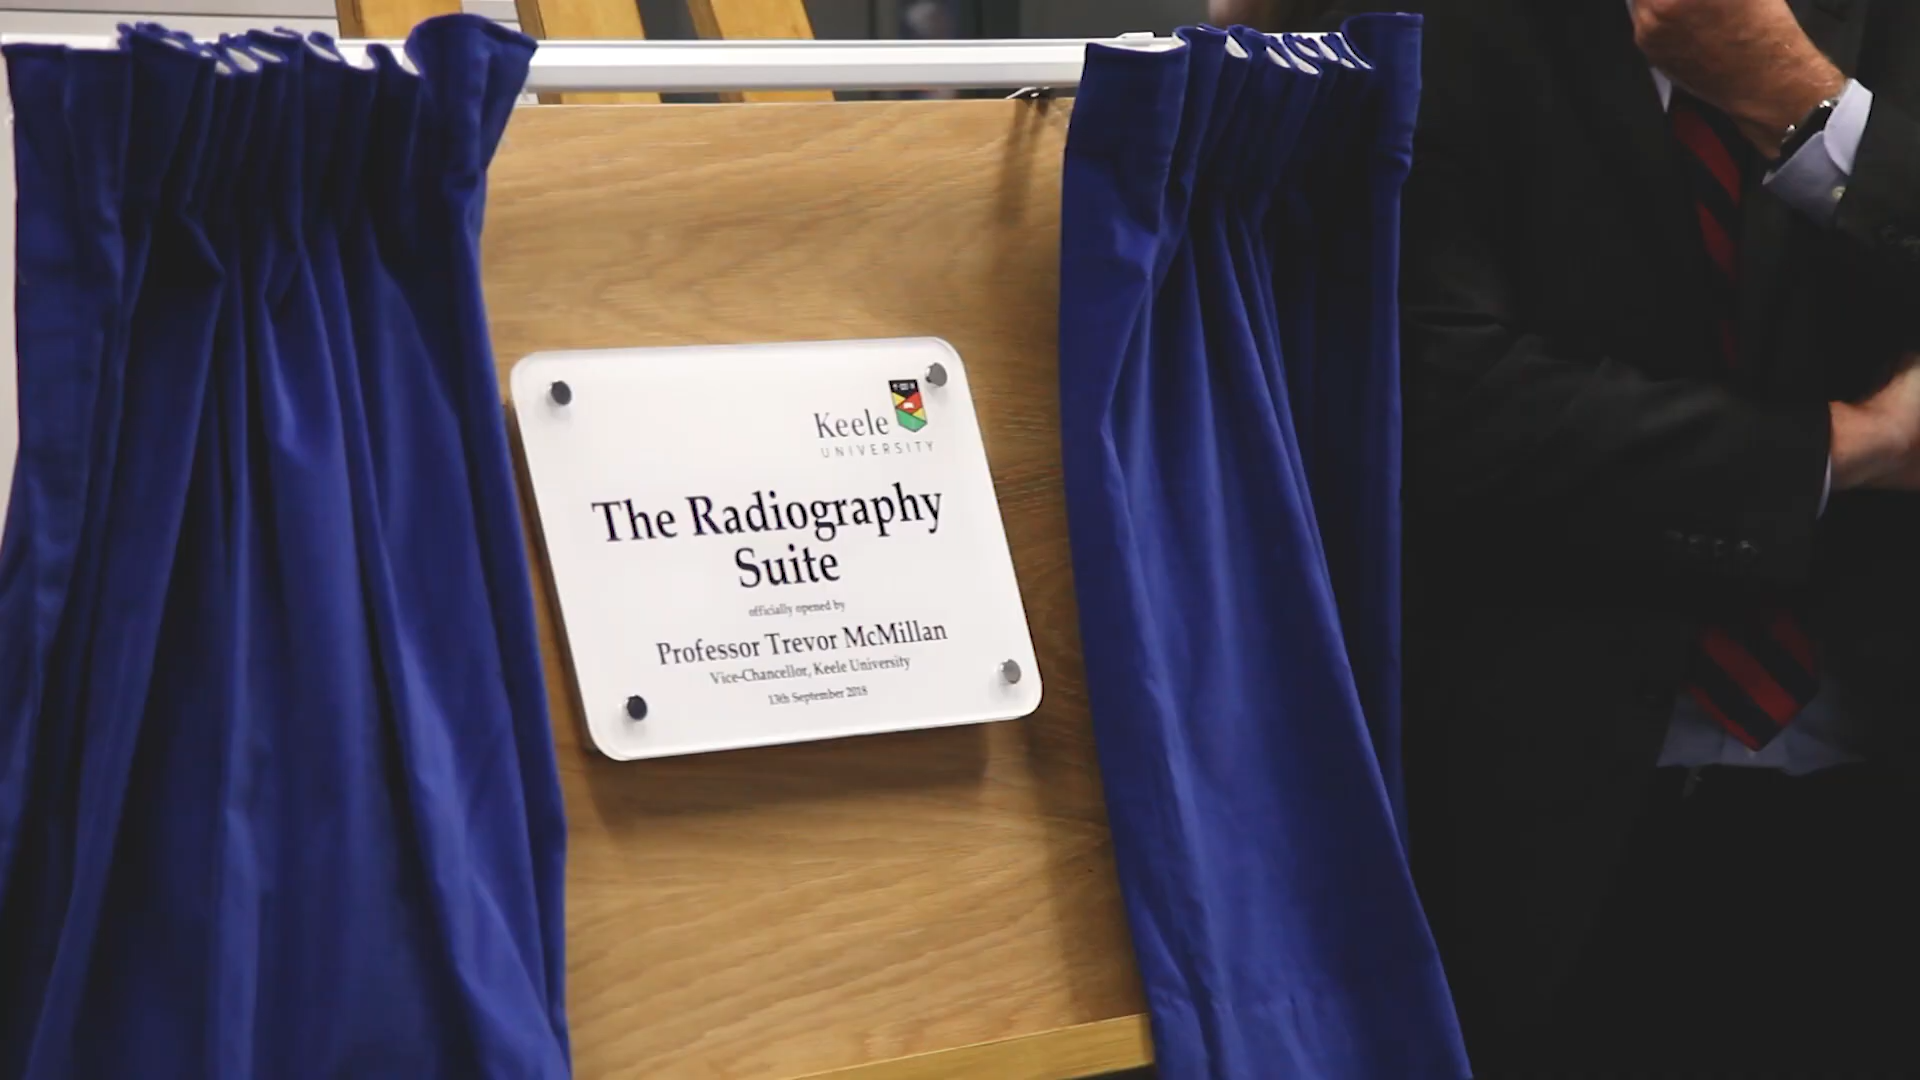 Keele
UNIVERSITY
The Radiography
Suite
officially opened by
Professor Trevor McMillan
Vice-Chancellor, Keele University
13th September 2018